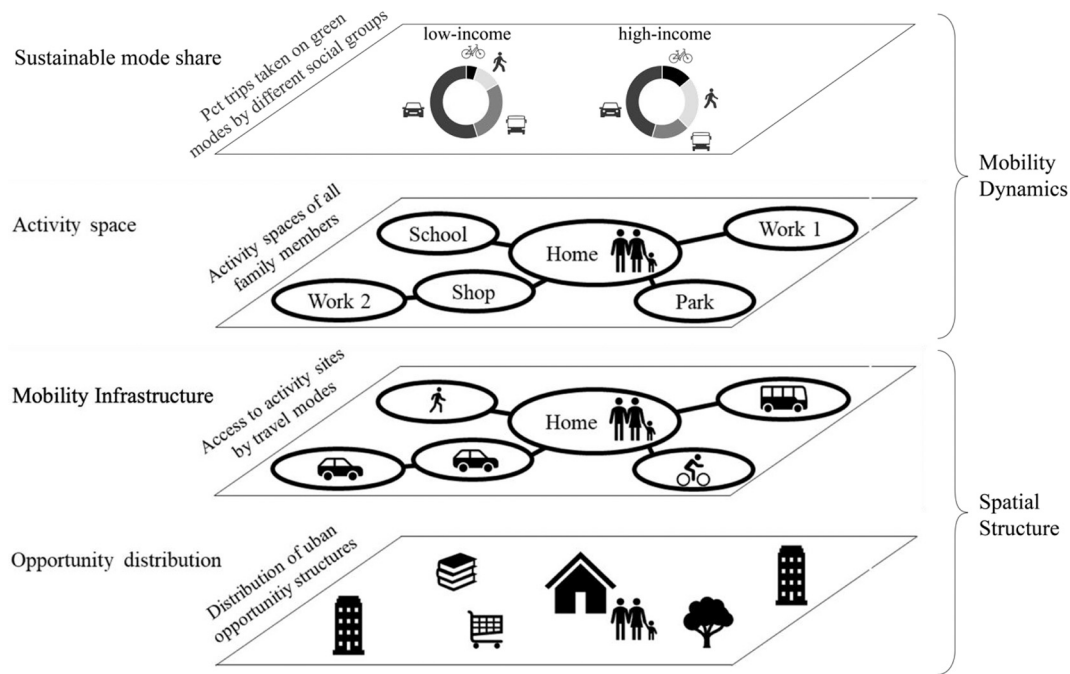 low-income
high-income
Sustainable mode share
Pct trips taken on green
modes by different social groups
Mobility
Dynamics
Activity space
Activity spaces of all
family members
School
Home
Work 1
Work 2
Shop
Park
Mobility Infrastructure
Access to activity sites
by travel modes
Home
Spatial
Structure
Opportunity distribution
Distribution of uban
opportunitiy structures